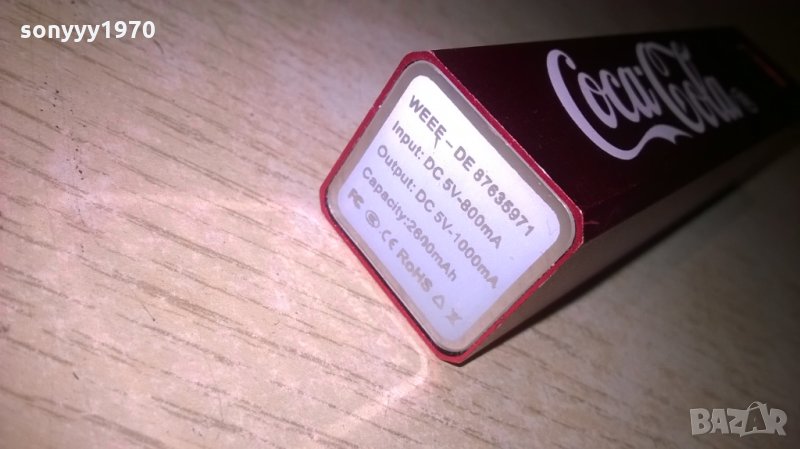 sonyyy1970
Coca-Cola
WEEE - DE 87635971
Input: DC 5V-800mA
Output: DC 5V-1000mA
Capacity:2600mAh
FC CE RoHS
BAZAR